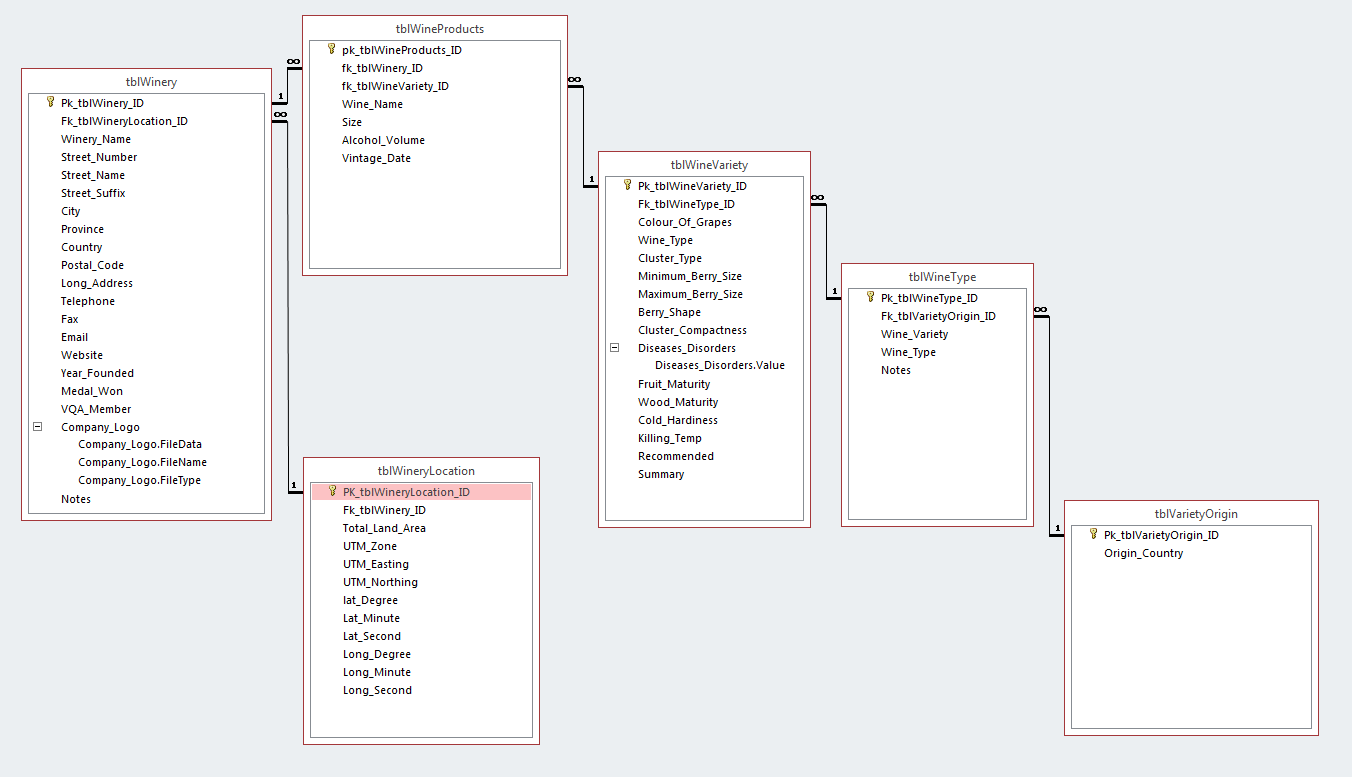 tblWinery
Pk_tblWinery_ID
Fk_tblWineryLocation_ID
Winery_Name
Street_Number
Street_Name
Street_Suffix
City
Province
Country
Postal_Code
Long_Address
Telephone
Fax
Email
Website
Year_Founded
Medal_Won
VQA_Member
Company_Logo
Company_Logo.FileData
Company_Logo.FileName
Company_Logo.FileType
Notes
1
∞
∞
1
tblWineProducts
pk_tblWineProducts_ID
fk_tblWinery_ID
fk_tblWineVariety_ID
Wine_Name
Size
Alcohol_Volume
Vintage_Date
∞
1
tblWineryLocation
PK_tblWineryLocation_ID
Fk_tblWinery_ID
Total_Land_Area
UTM_Zone
UTM_Easting
UTM_Northing
lat_Degree
Lat_Minute
Lat_Second
Long_Degree
Long_Minute
Long_Second
tblWineVariety
Pk_tblWineVariety_ID
Fk_tblWineType_ID
Colour_Of_Grapes
Wine_Type
Cluster_Type
Minimum_Berry_Size
Maximum_Berry_Size
Berry_Shape
Cluster_Compactness
Diseases_Disorders
Diseases_Disorders.Value
Fruit_Maturity
Wood_Maturity
Cold_Hardiness
Killing_Temp
Recommended
Summary
∞
1
tblWineType
Pk_tblWineType_ID
Fk_tblVarietyOrigin_ID
Wine_Variety
Wine_Type
Notes
∞
1
tblVarietyOrigin
Pk_tblVarietyOrigin_ID
Origin_Country